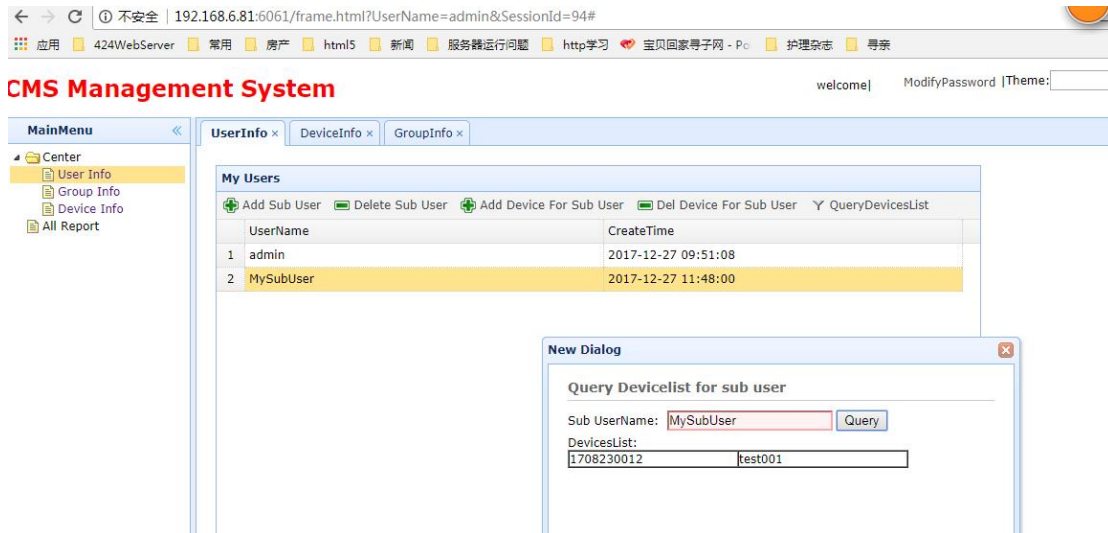 不安全 192.168.6.81:6061/frame.html?UserName=admin&SessionId=94#
应用 424WebServer 常用 房产 html5 新闻 服务器运行问题 http学习 宝贝回家寻子网 - Po 护理杂志 寻亲
CMS Management System
welcome| ModifyPassword |Theme:
MainMenu
UserInfo × DeviceInfo × GroupInfo ×
Center
User Info
Group Info
Device Info
All Report
My Users
Add Sub User Delete Sub User Add Device For Sub User Del Device For Sub User QueryDevicesList
UserName CreateTime
1 admin 2017-12-27 09:51:08
2 MySubUser 2017-12-27 11:48:00
New Dialog
Query Devicelist for sub user
Sub UserName: MySubUser Query
DevicesList:
1708230012 test001